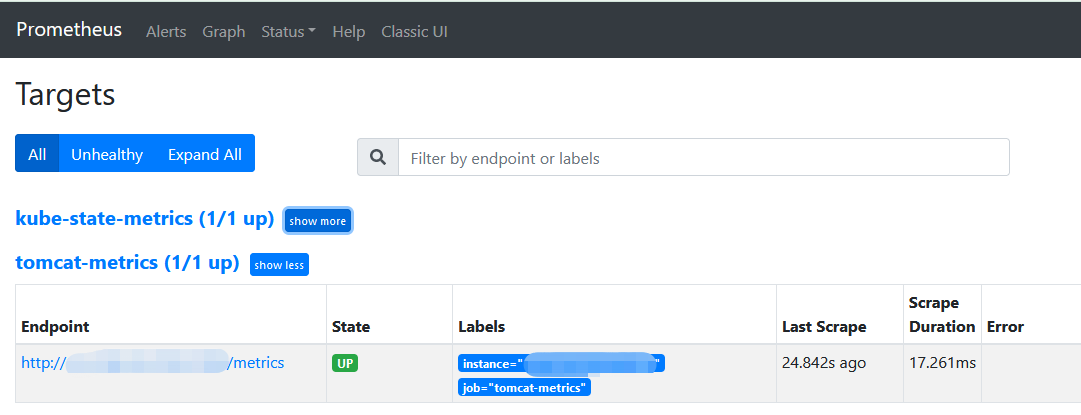 Prometheus Alerts Graph Status Help Classic UI
Targets
All Unhealthy Expand All Filter by endpoint or labels
kube-state-metrics (1/1 up) show more
tomcat-metrics (1/1 up) show less
Endpoint State Labels Last Scrape Scrape Duration Error
http:// /metrics UP instance=" " 24.842s ago 17.261ms
job="tomcat-metrics"